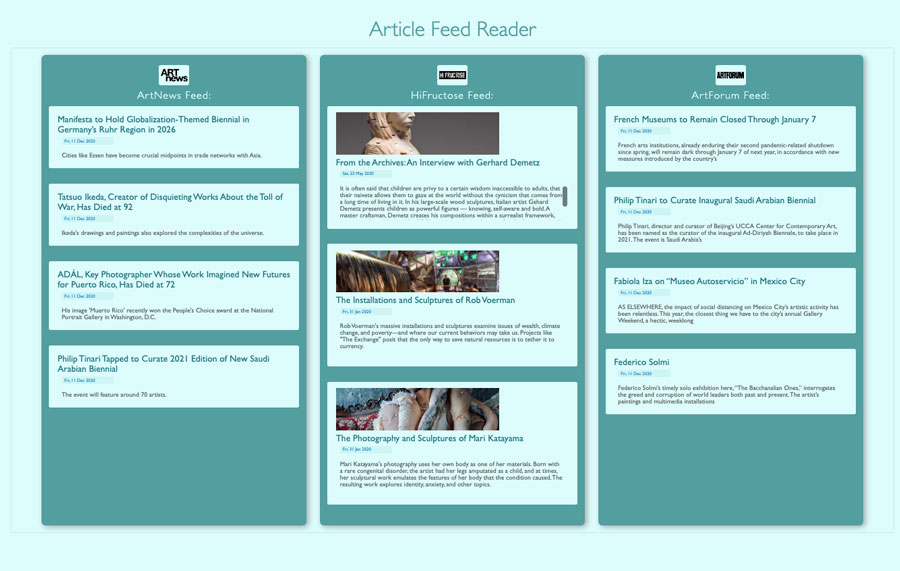 Article Feed Reader
ART
news
ArtNews Feed:
Manifesta to Hold Globalization-Themed Biennial in
Germany's Ruhr Region in 2026
Fri, 11 Dec 2020
Cities like Essen have become crucial midpoints in trade networks with Asia.
Tatsuo Ikeda, Creator of Disquieting Works About the Toll of
War, Has Died at 92
Fri, 11 Dec 2020
Ikeda's drawings and paintings also explored the complexities of the universe.
ADÁL, Key Photographer Whose Work Imagined New Futures
for Puerto Rico, Has Died at 72
Fri, 11 Dec 2020
His image 'Muerto Rico' recently won the People's Choice award at the National
Portrait Gallery in Washington, D.C.
Philip Tinari Tapped to Curate 2021 Edition of New Saudi
Arabian Biennial
Fri, 11 Dec 2020
The event will feature around 70 artists.
HI FRUCTOSE
HiFructose Feed:
From the Archives: An Interview with Gerhard Demetz
Sat, 23 May 2020
It is often said that children are privy to a certain wisdom inaccessible to adults, that
their naivete allows them to gaze at the world without the cynicism that comes from
a long time of living in it. In his large-scale wood sculptures, Italian artist Gehard
Demetz presents children as powerful figures — knowing, self-aware and bold. A
master craftsman, Demetz creates his compositions within a surrealist framework,
The Installations and Sculptures of Rob Voerman
Fri, 31 Jan 2020
Rob Voerman's massive installations and sculptures examine issues of wealth, climate
change, and poverty—and where our current behaviors may take us. Projects like
"The Exchange" posit that the only way to save natural resources is to tether it to
currency.
The Photography and Sculptures of Mari Katayama
Fri, 31 Jan 2020
Mari Katayama's photography uses her own body as one of her materials. Born with
a rare congenital disorder, the artist had her legs amputated as a child, and at times,
her sculptural work emulates the features of her body that the condition caused. The
resulting work explores identity, anxiety, and other topics.
ARTFORUM
ArtForum Feed:
French Museums to Remain Closed Through January 7
Fri, 11 Dec 2020
French arts institutions, already enduring their second pandemic-related shutdown
since spring, will remain dark through January 7 of next year, in accordance with new
measures introduced by the country's
Philip Tinari to Curate Inaugural Saudi Arabian Biennial
Fri, 11 Dec 2020
Philip Tinari, director and curator of Beijing's UCCA Center for Contemporary Art,
has been named as the curator of the inaugural Ad-Diriyah Biennale, to take place in
2021. The event is Saudi Arabia's
Fabiola Iza on "Museo Autoservicio" in Mexico City
Fri, 11 Dec 2020
AS ELSEWHERE, the impact of social distancing on Mexico City's artistic activity has
been relentless. This year, the closest thing we have to the city's annual Gallery
Weekend, a hectic, weeklong
Federico Solmi
Fri, 11 Dec 2020
Federico Solmi's timely solo exhibition here, "The Bacchanalian Ones," interrogates
the greed and corruption of world leaders both past and present. The artist's
paintings and multimedia installations